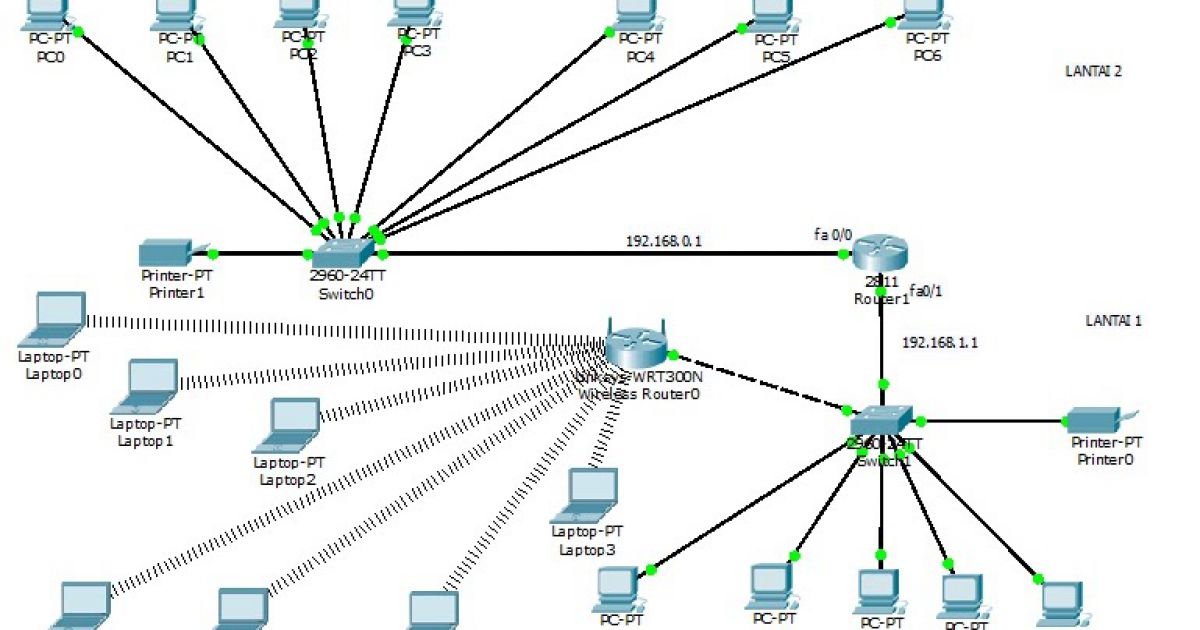 PC-PT
PC0
PC-PT
PC1
PC-PT
PC2
PC-PT
PC3
PC-PT
PC4
PC-PT
PC5
PC-PT
PC6
LANTAI 2
Printer-PT
Printer1
2960-24TT
Switch0
192.168.0.1
fa 0/0
2811
Router1
fa0/1
LANTAI 1
192.168.1.1
Laptop-PT
Laptop0
Laptop-PT
Laptop1
Laptop-PT
Laptop2
Linksys-WRT300N
Wireless Router0
2960-24TT
Switch1
Printer-PT
Printer0
Laptop-PT
Laptop3
PC-PT
PC-PT
PC-PT
PC-PT